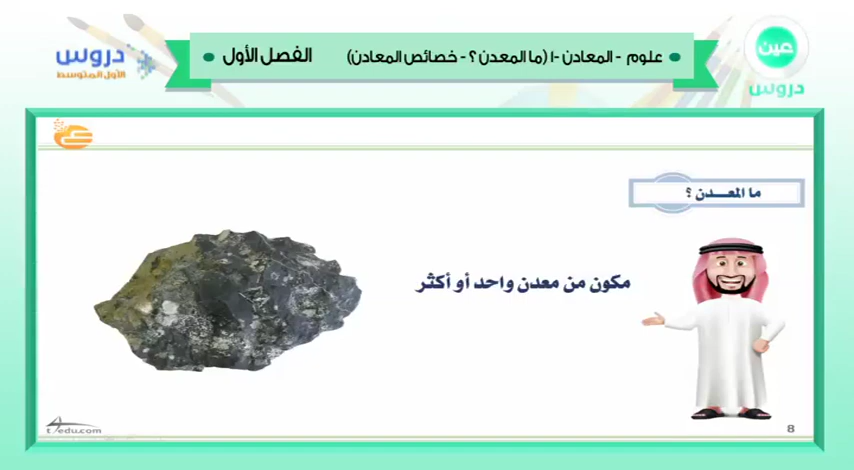 عين
دروس
علوم - المعادن -١ (ما المعدن ؟ - خصائص المعادن)
الفصل الأول
دروس
الأول المتوسط
ما المعــدن ؟
مكون من معدن واحد أو أكثر
t4edu.com
8